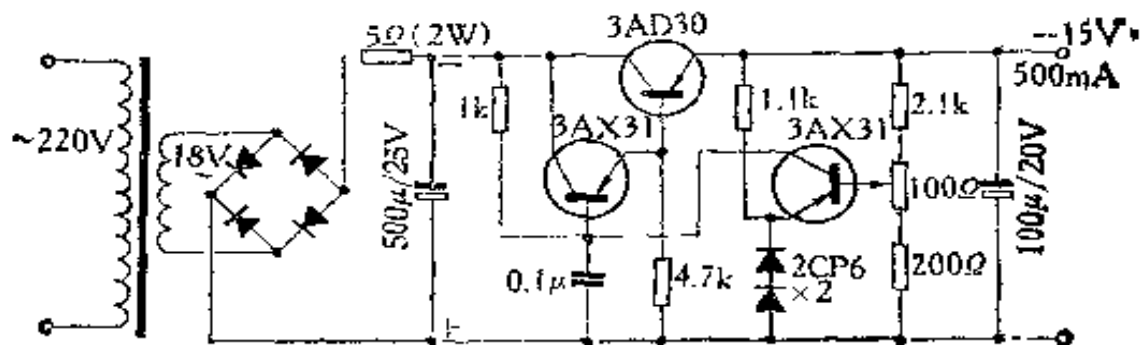 5Ω(2W)
3AD30
−15V
500mA
1k
1.1k
2.1k
3AX31
3AX31
~220V
18V
~
500μ/25V
100Ω
100μ/20V
0.1μ
4.7k
2CP6
×2
200Ω